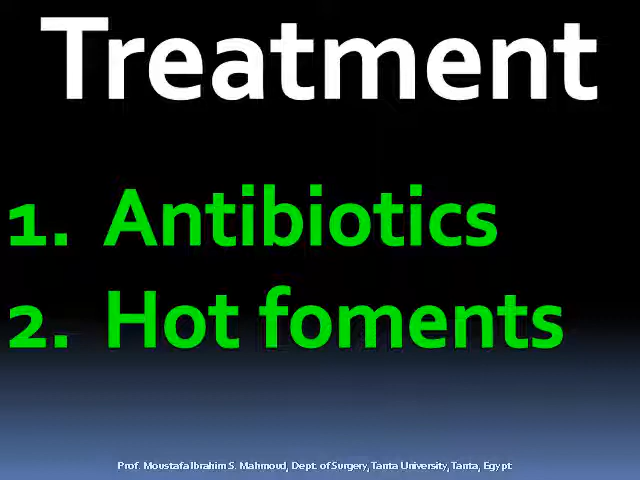 Treatment
1. Antibiotics
2. Hot foments
Prof. Moustafa Ibrahim S. Mahmoud, Dept. of Surgery, Tanta University, Tanta, Egypt